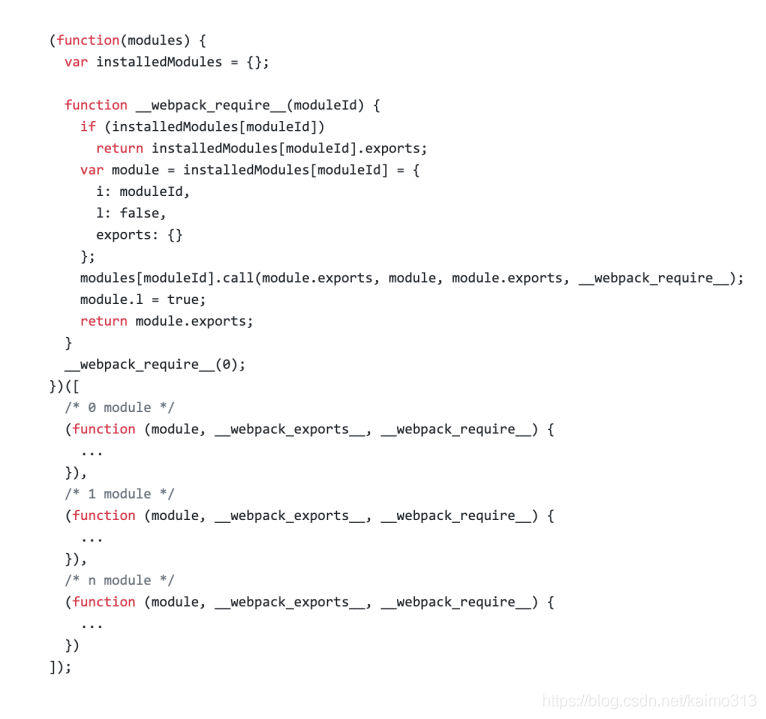 (function(modules) {
var installedModules = {};
function __webpack_require__(moduleId) {
if (installedModules[moduleId])
return installedModules[moduleId].exports;
var module = installedModules[moduleId] = {
i: moduleId,
l: false,
exports: {}
};
modules[moduleId].call(module.exports, module, module.exports, __webpack_require__);
module.l = true;
return module.exports;
}
__webpack_require__(0);
})([
/* 0 module */
(function (module, __webpack_exports__, __webpack_require__) {
...
}),
/* 1 module */
(function (module, __webpack_exports__, __webpack_require__) {
...
}),
/* n module */
(function (module, __webpack_exports__, __webpack_require__) {
...
})
]);
https://blog.csdn.net/kaimo313